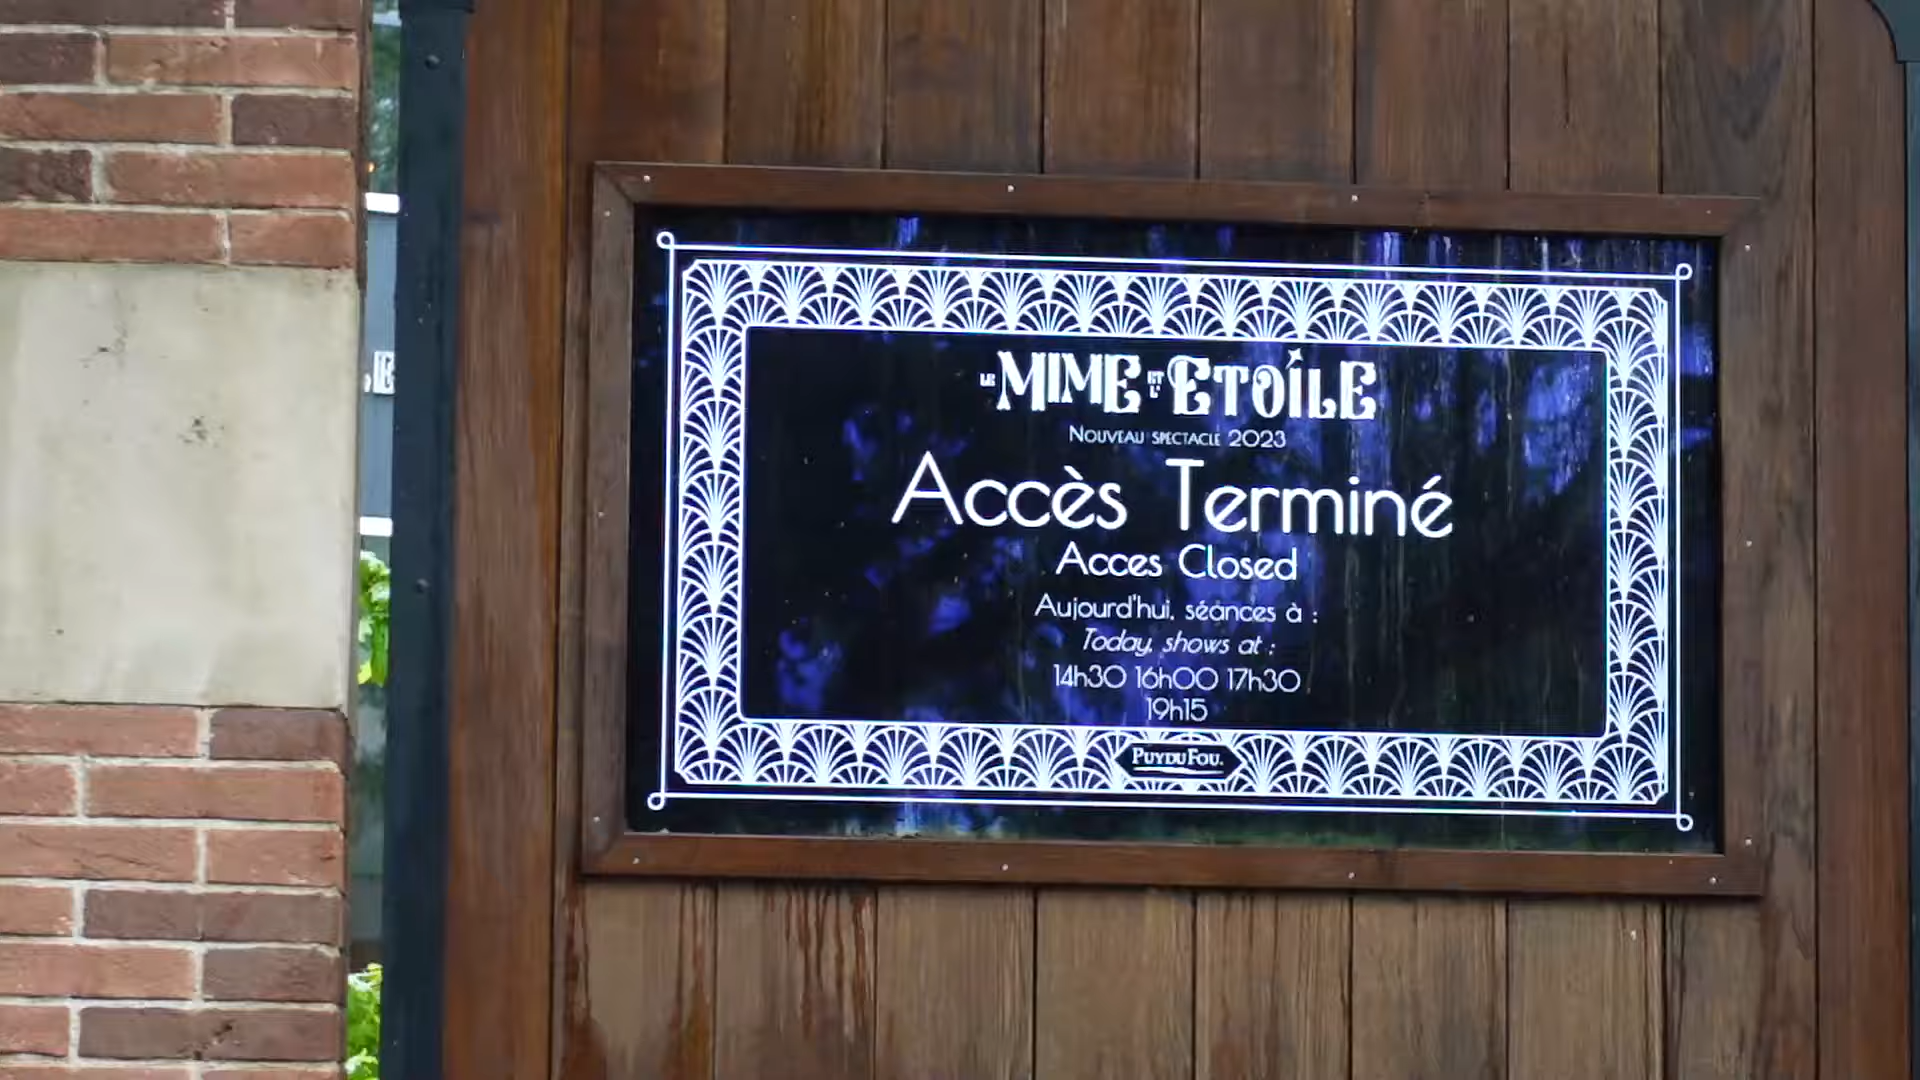 LE MIME ET L'ETOILE
NOUVEAU SPECTACLE 2023
Accès Terminé
Acces Closed
Aujourd'hui, séances à :
Today, shows at :
14h30 16h00 17h30
19h15
PUY DU FOU.